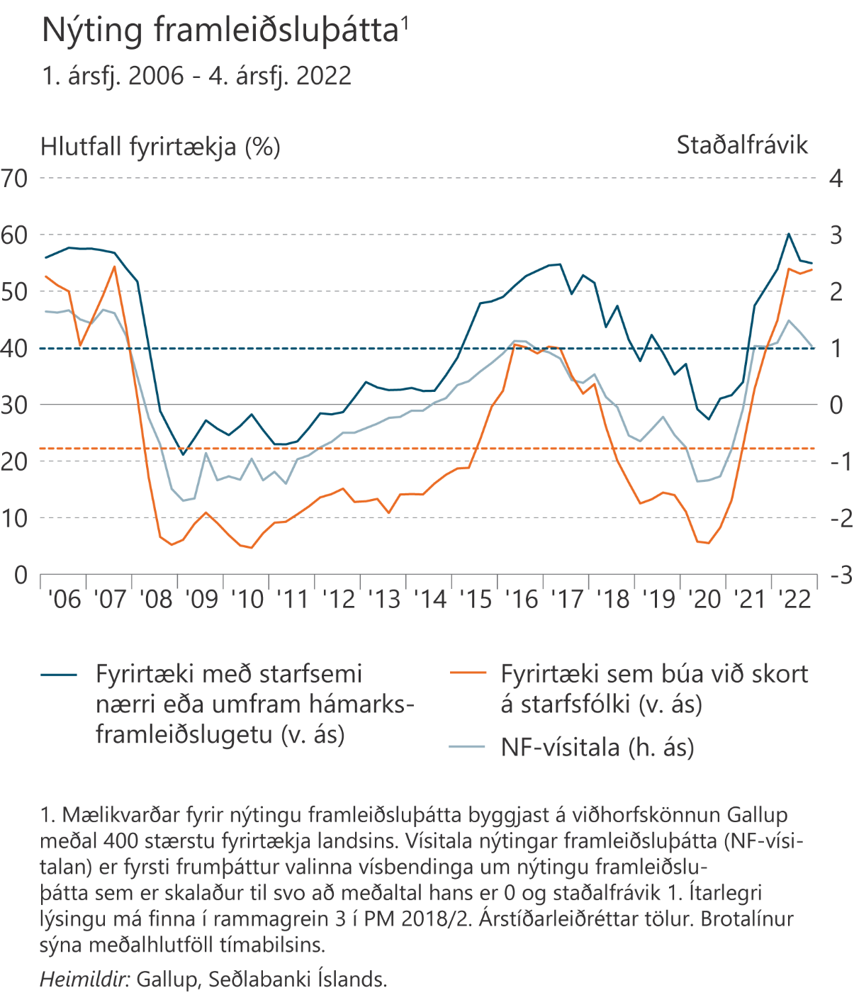 Nýting framleiðsluþátta¹
1. ársfj. 2006 - 4. ársfj. 2022
Hlutfall fyrirtækja (%)
Staðalfrávik
70
60
50
40
30
20
10
0
4
3
2
1
0
-1
-2
-3
'06 '07 '08 '09 '10 '11 '12 '13 '14 '15 '16 '17 '18 '19 '20 '21 '22
Fyrirtæki með starfsemi
nærri eða umfram hámarks-
framleiðslugetu (v. ás)
Fyrirtæki sem búa við skort
á starfsfólki (v. ás)
NF-vísitala (h. ás)
1. Mælikvarðar fyrir nýtingu framleiðsluþátta byggjast á viðhorfskönnun Gallup
meðal 400 stærstu fyrirtækja landsins. Vísitala nýtingar framleiðsluþátta (NF-vísi-
talan) er fyrsti frumþáttur valinna vísbendinga um nýtingu framleiðslu-
þátta sem er skalaður til svo að meðaltal hans er 0 og staðalfrávik 1. Ítarlegri
lýsingu má finna í rammagrein 3 í PM 2018/2. Árstíðarleiðréttar tölur. Brotalínur
sýna meðalhlutföll tímabilsins.
Heimildir: Gallup, Seðlabanki Íslands.